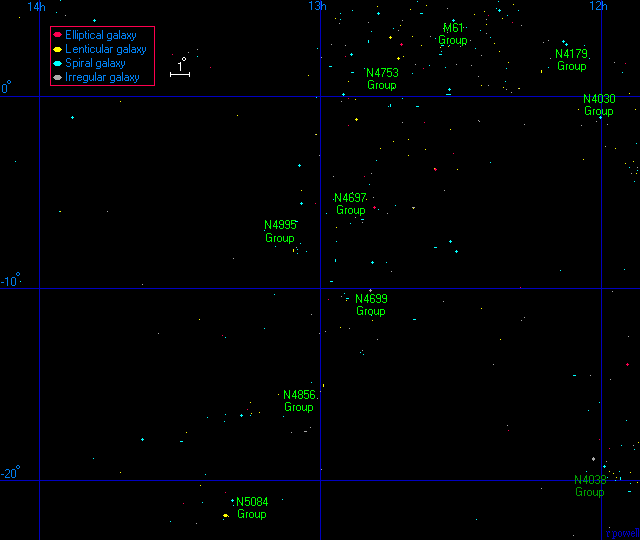 14h
13h
12h
Elliptical galaxy
Lenticular galaxy
Spiral galaxy
Irregular galaxy
1°
M61
Group
N4179
Group
N4753
Group
0°
N4030
Group
N4697
Group
N4995
Group
-10°
N4699
Group
N4856
Group
-20°
N4038
Group
N5084
Group